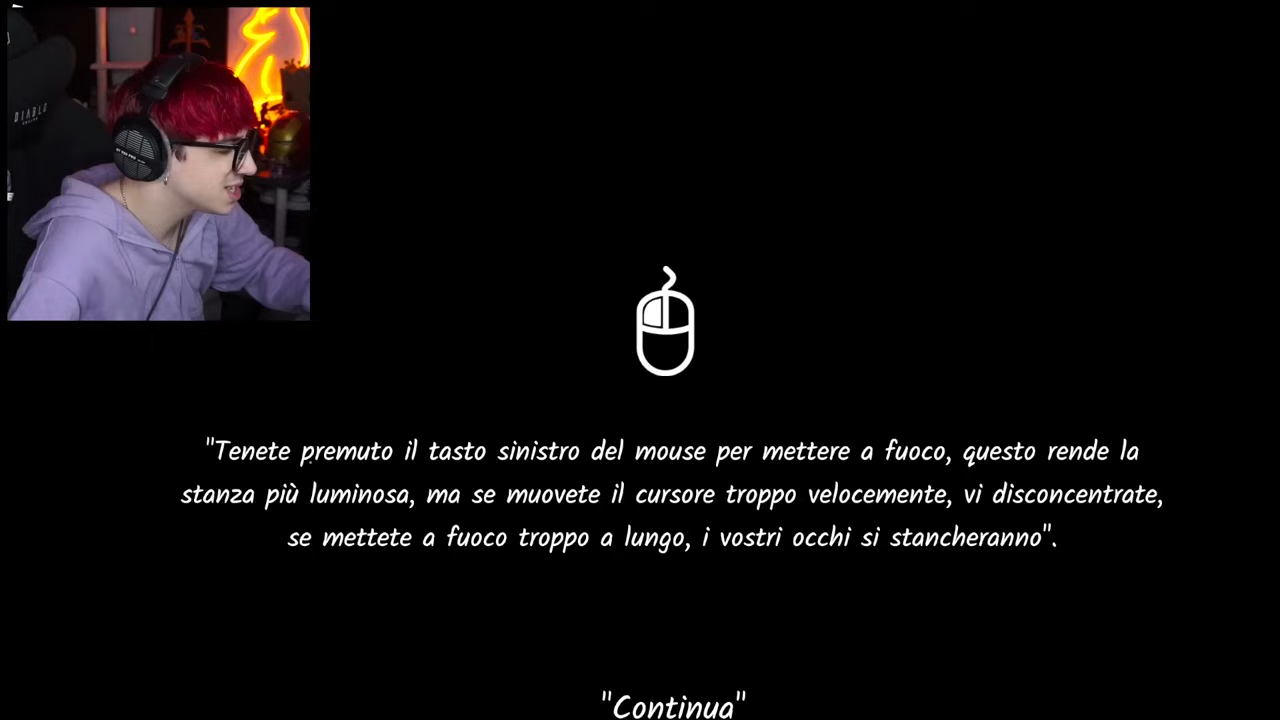 DIABLO
"Tenete premuto il tasto sinistro del mouse per mettere a fuoco, questo rende la
stanza più luminosa, ma se muovete il cursore troppo velocemente, vi disconcentrate,
se mettete a fuoco troppo a lungo, i vostri occhi si stancheranno".
"Continua"